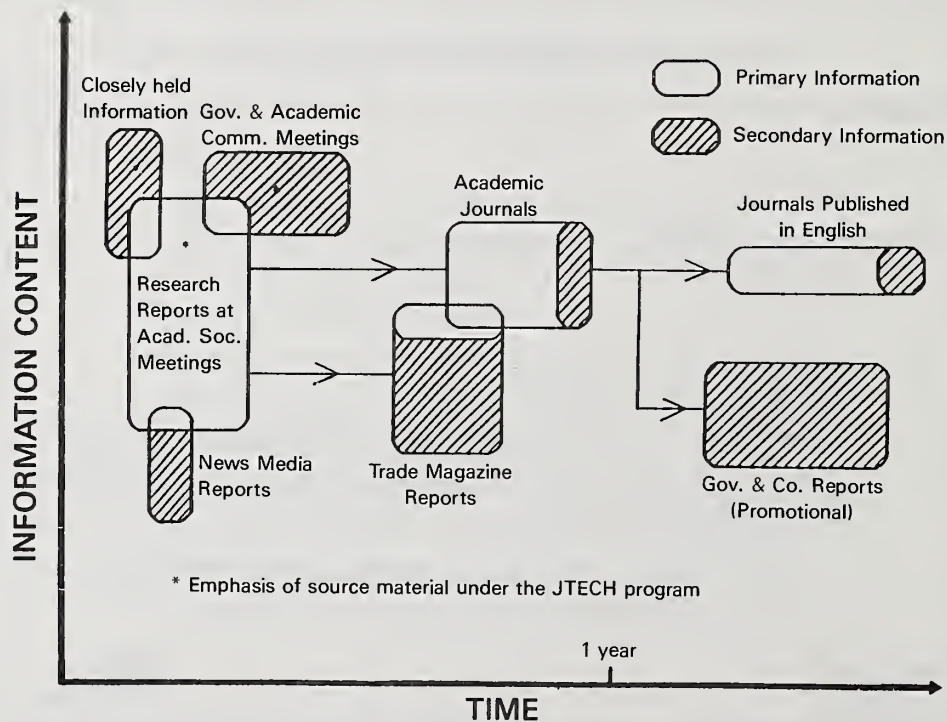 Closely held
Information
Gov. & Academic
Comm. Meetings
Primary Information
Secondary Information
Academic
Journals
Journals Published
in English
*
*
*
Research
Reports at
Acad. Soc.
Meetings
News Media
Reports
Trade Magazine
Reports
Gov. & Co. Reports
(Promotional)
* Emphasis of source material under the JTECH program
1 year
INFORMATION CONTENT
TIME